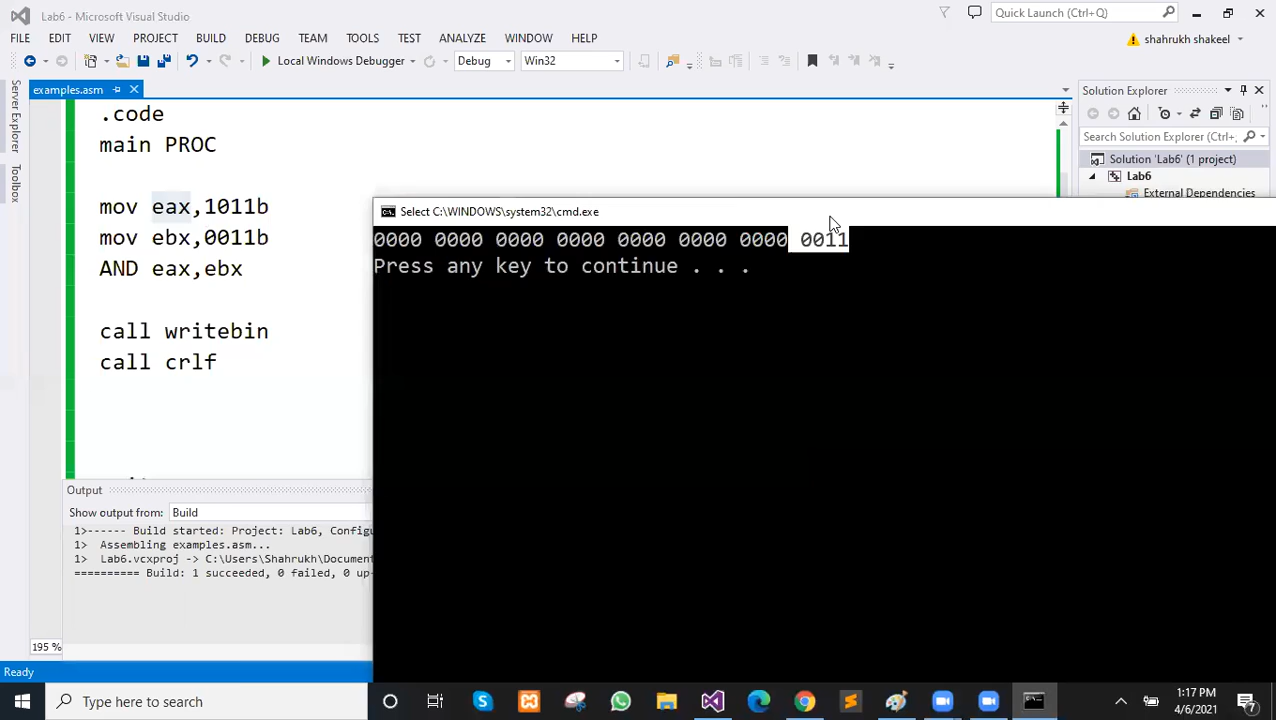 Lab6 - Microsoft Visual Studio
Quick Launch (Ctrl+Q)
FILE EDIT VIEW PROJECT BUILD DEBUG TEAM TOOLS TEST ANALYZE WINDOW HELP
shahrukh shakeel
Local Windows Debugger
Debug
Win32
examples.asm
Server Explorer
Toolbox
.code
main PROC
mov eax,1011b
mov ebx,0011b
AND eax,ebx
call writebin
call crlf
Select C:\WINDOWS\system32\cmd.exe
0000 0000 0000 0000 0000 0000 0000 0011
Press any key to continue . . .
Solution Explorer
Search Solution Explorer (Ctrl+;
Solution 'Lab6' (1 project)
Lab6
External Dependencies
Output
Show output from: Build
1>------ Build started: Project: Lab6, Configu
1> Assembling examples.asm...
1> Lab6.vcxproj -> C:\Users\Shahrukh\Document
========== Build: 1 succeeded, 0 failed, 0 up-
195 %
Ready
Type here to search
1:17 PM
4/6/2021
7